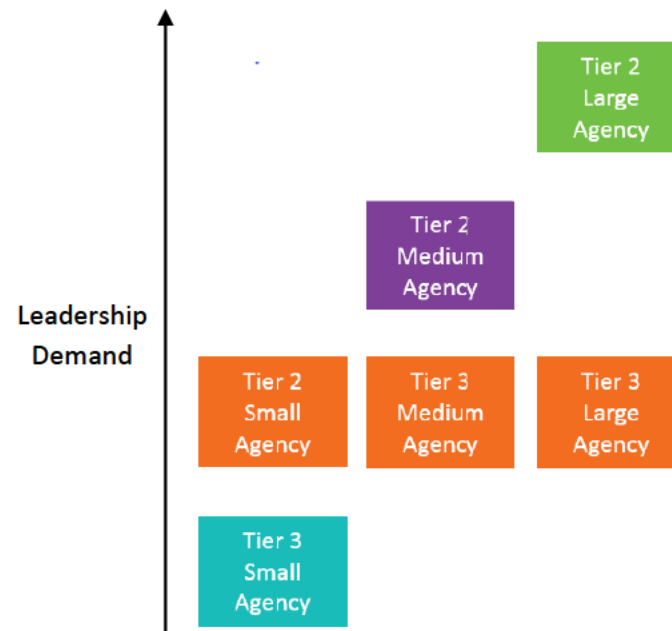 Tier 2
Large
Agency
Tier 2
Medium
Agency
Leadership
Demand
Tier 2
Small
Agency
Tier 3
Medium
Agency
Tier 3
Large
Agency
Tier 3
Small
Agency